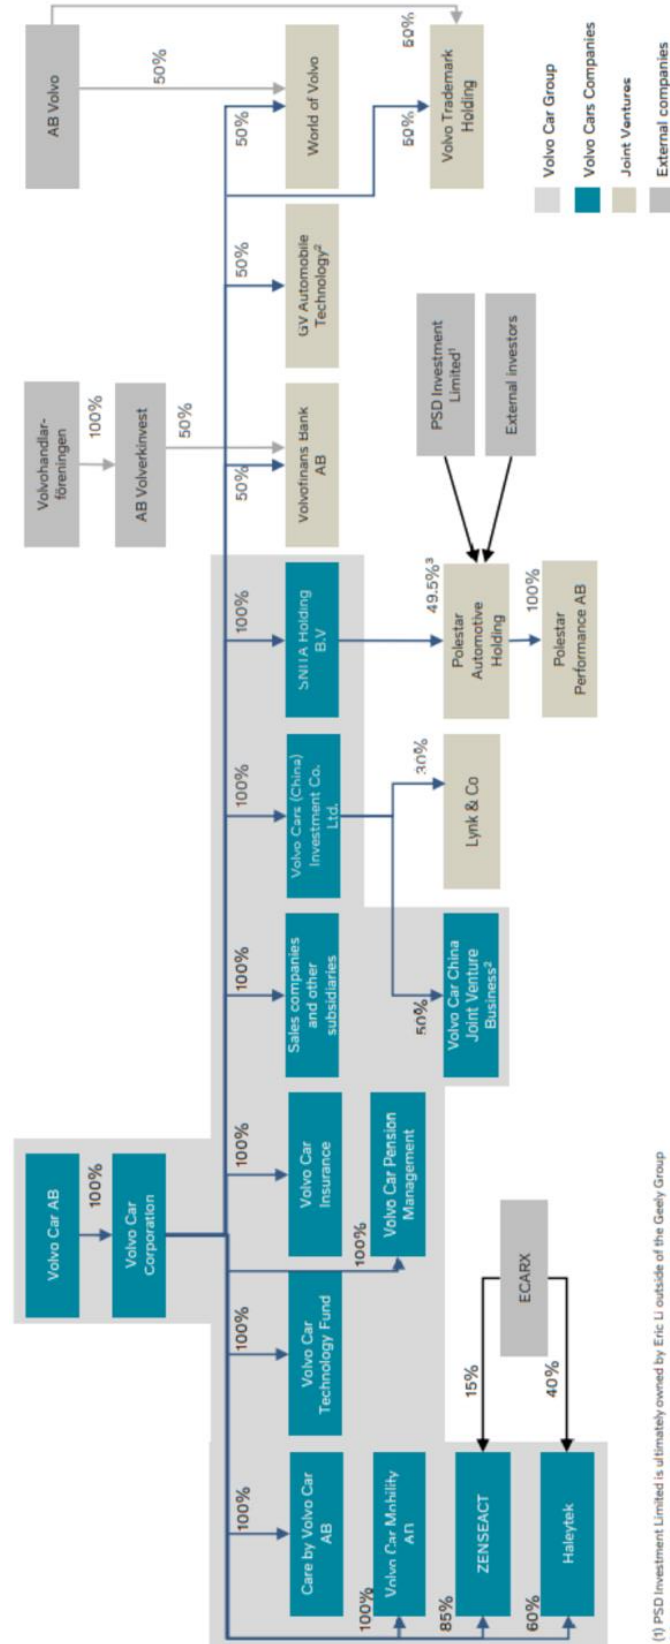 Volvo Car AB
100%
Volvo Car
Corporation
Volvohandlar-
föreningen
100%
AB Volverkinvest
50%
AB Volvo
50%
100%
100%
100%
100%
100%
100%
50%
50%
50%
50%
50%
Care by Volvo Car
AB
Volvo Car
Technology Fund
Volvo Car
Insurance
Sales companies
and other
subsidiaries
Volvo Cars (China)
Investment Co.
Ltd.
SNITA Holding
B.V
Volvofinans Bank
AB
GV Automobile
Technology²
World of Volvo
100%
Volvo Car Mobility
AB
100%
Volvo Car Pension
Management
50%
30%
49.5%³
Volvo Trademark
Holding
85%
ZENSEACT
15%
ECARX
Volvo Car China
Joint Venture
Business²
Lynk & Co
Polestar
Automotive
Holding
PSD Investment
Limited¹
External investors
60%
Haleytek
40%
100%
Polestar
Performance AB
Volvo Car Group
Volvo Cars Companies
Joint Ventures
External companies
(1) PSD Investment Limited is ultimately owned by Eric Li outside of the Geely Group